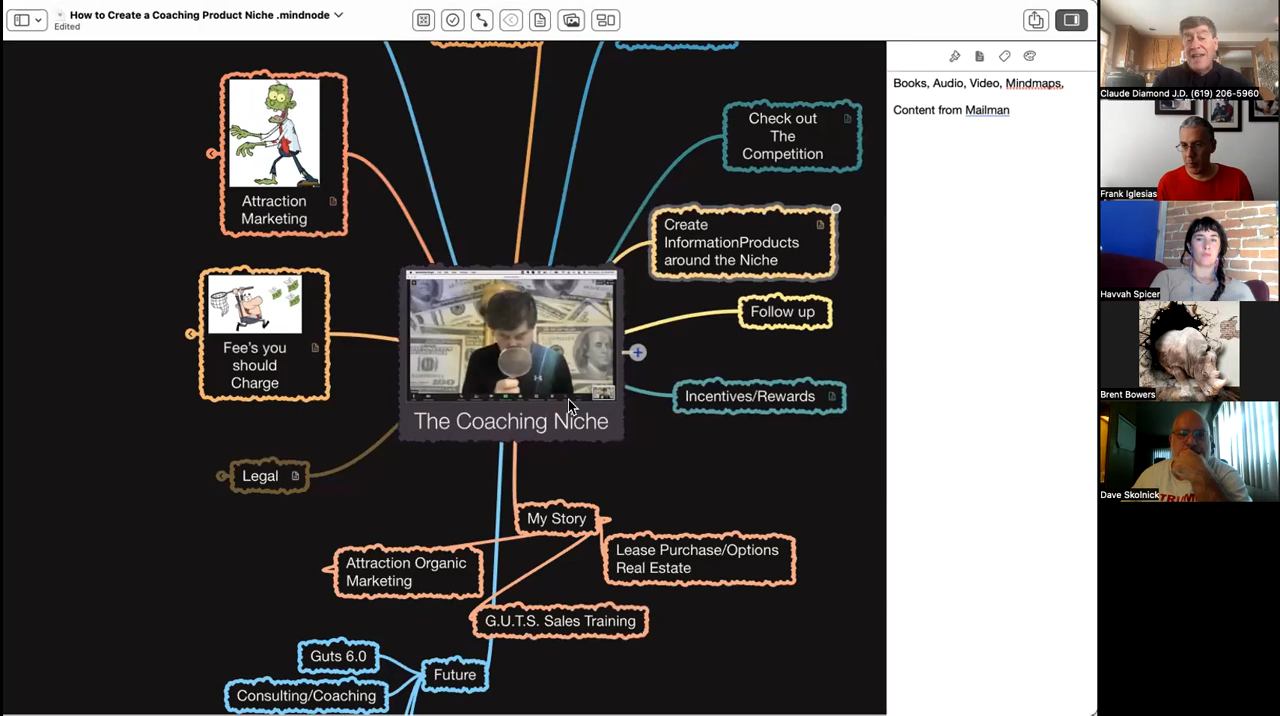 How to Create a Coaching Product Niche .mindnode
Edited
Attraction
Marketing
Fee's you
should
Charge
Legal
Check out
The
Competition
Create
InformationProducts
around the Niche
Follow up
Incentives/Rewards
The Coaching Niche
My Story
Attraction Organic
Marketing
Lease Purchase/Options
Real Estate
G.U.T.S. Sales Training
Guts 6.0
Future
Consulting/Coaching
Books, Audio, Video, Mindmaps,
Content from Mailman
Claude Diamond J.D. (619) 206-5960
Frank Iglesias
Havvah Spicer
Brent Bowers
Dave Skolnick